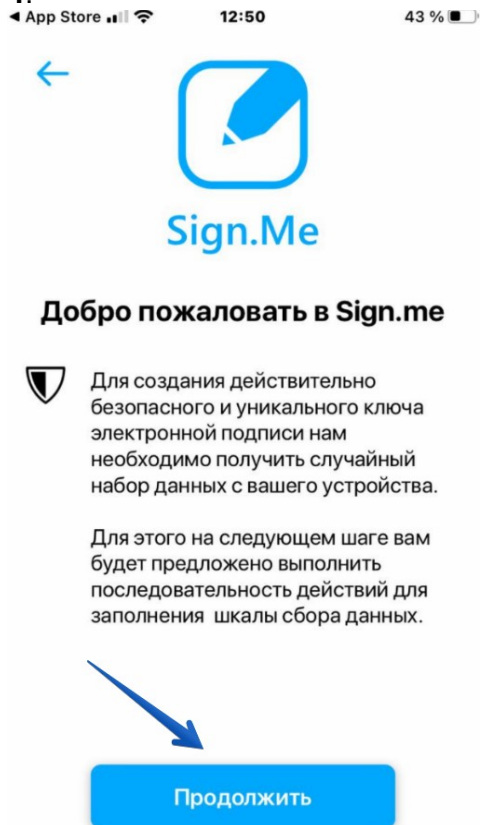 App Store
12:50
43 %
Sign.Me
Добро пожаловать в Sign.me
Для создания действительно
безопасного и уникального ключа
электронной подписи нам
необходимо получить случайный
набор данных с вашего устройства.
Для этого на следующем шаге вам
будет предложено выполнить
последовательность действий для
заполнения шкалы сбора данных.
Продолжить